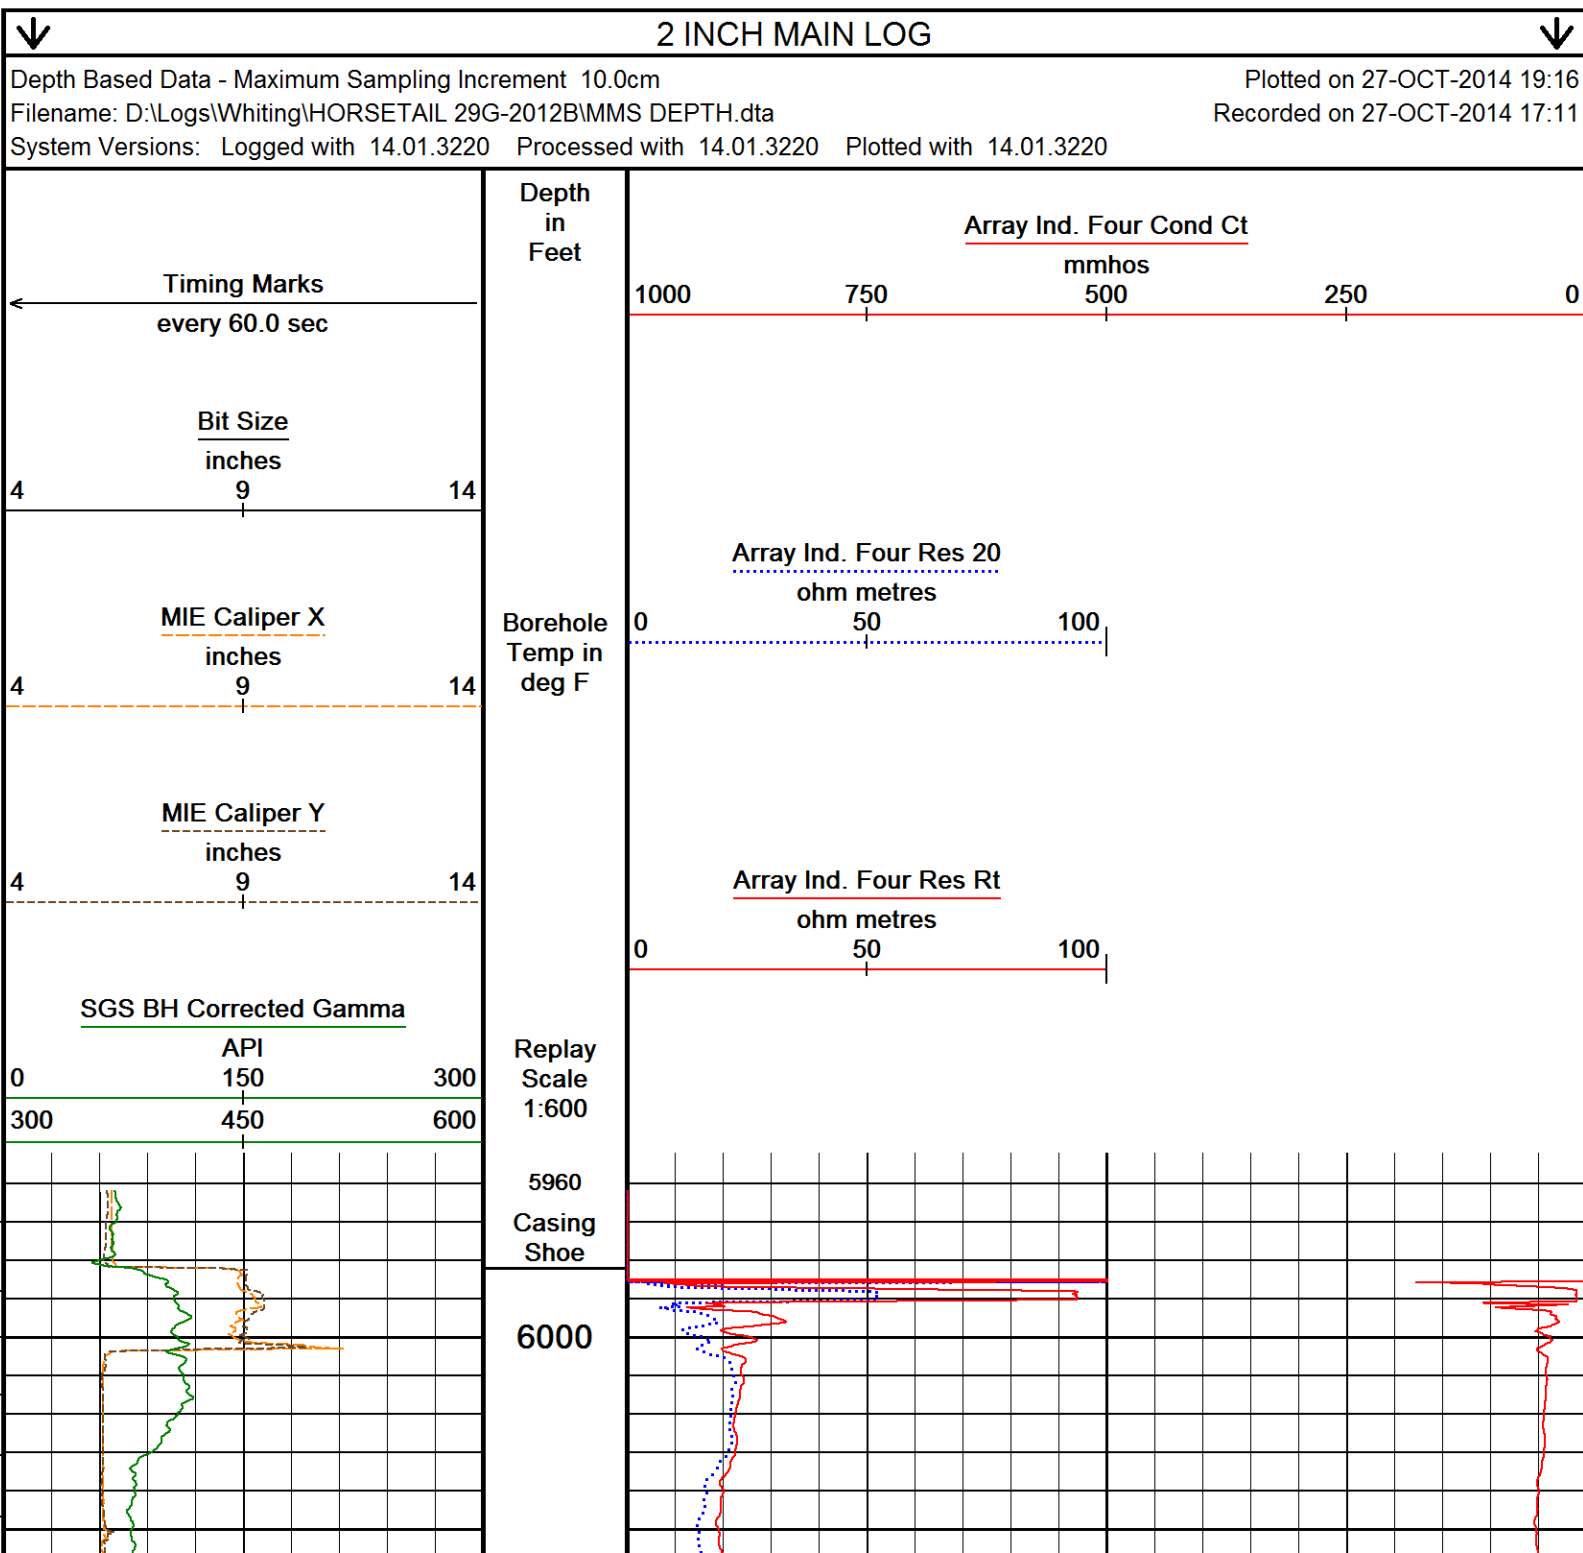 2 INCH MAIN LOG
Depth Based Data - Maximum Sampling Increment 10.0cm
Plotted on 27-OCT-2014 19:16
Filename: D:\Logs\Whiting\HORSETAIL 29G-2012B\MMS DEPTH.dta
Recorded on 27-OCT-2014 17:11
System Versions: Logged with 14.01.3220 Processed with 14.01.3220 Plotted with 14.01.3220
Timing Marks
every 60.0 sec
Bit Size
inches
4 9 14
MIE Caliper X
inches
4 9 14
MIE Caliper Y
inches
4 9 14
SGS BH Corrected Gamma
API
0 150 300
300 450 600
Depth
in
Feet
Borehole
Temp in
deg F
Replay
Scale
1:600
5960
Casing
Shoe
6000
Array Ind. Four Cond Ct
mmhos
1000 750 500 250 0
Array Ind. Four Res 20
ohm metres
0 50 100
Array Ind. Four Res Rt
ohm metres
0 50 100